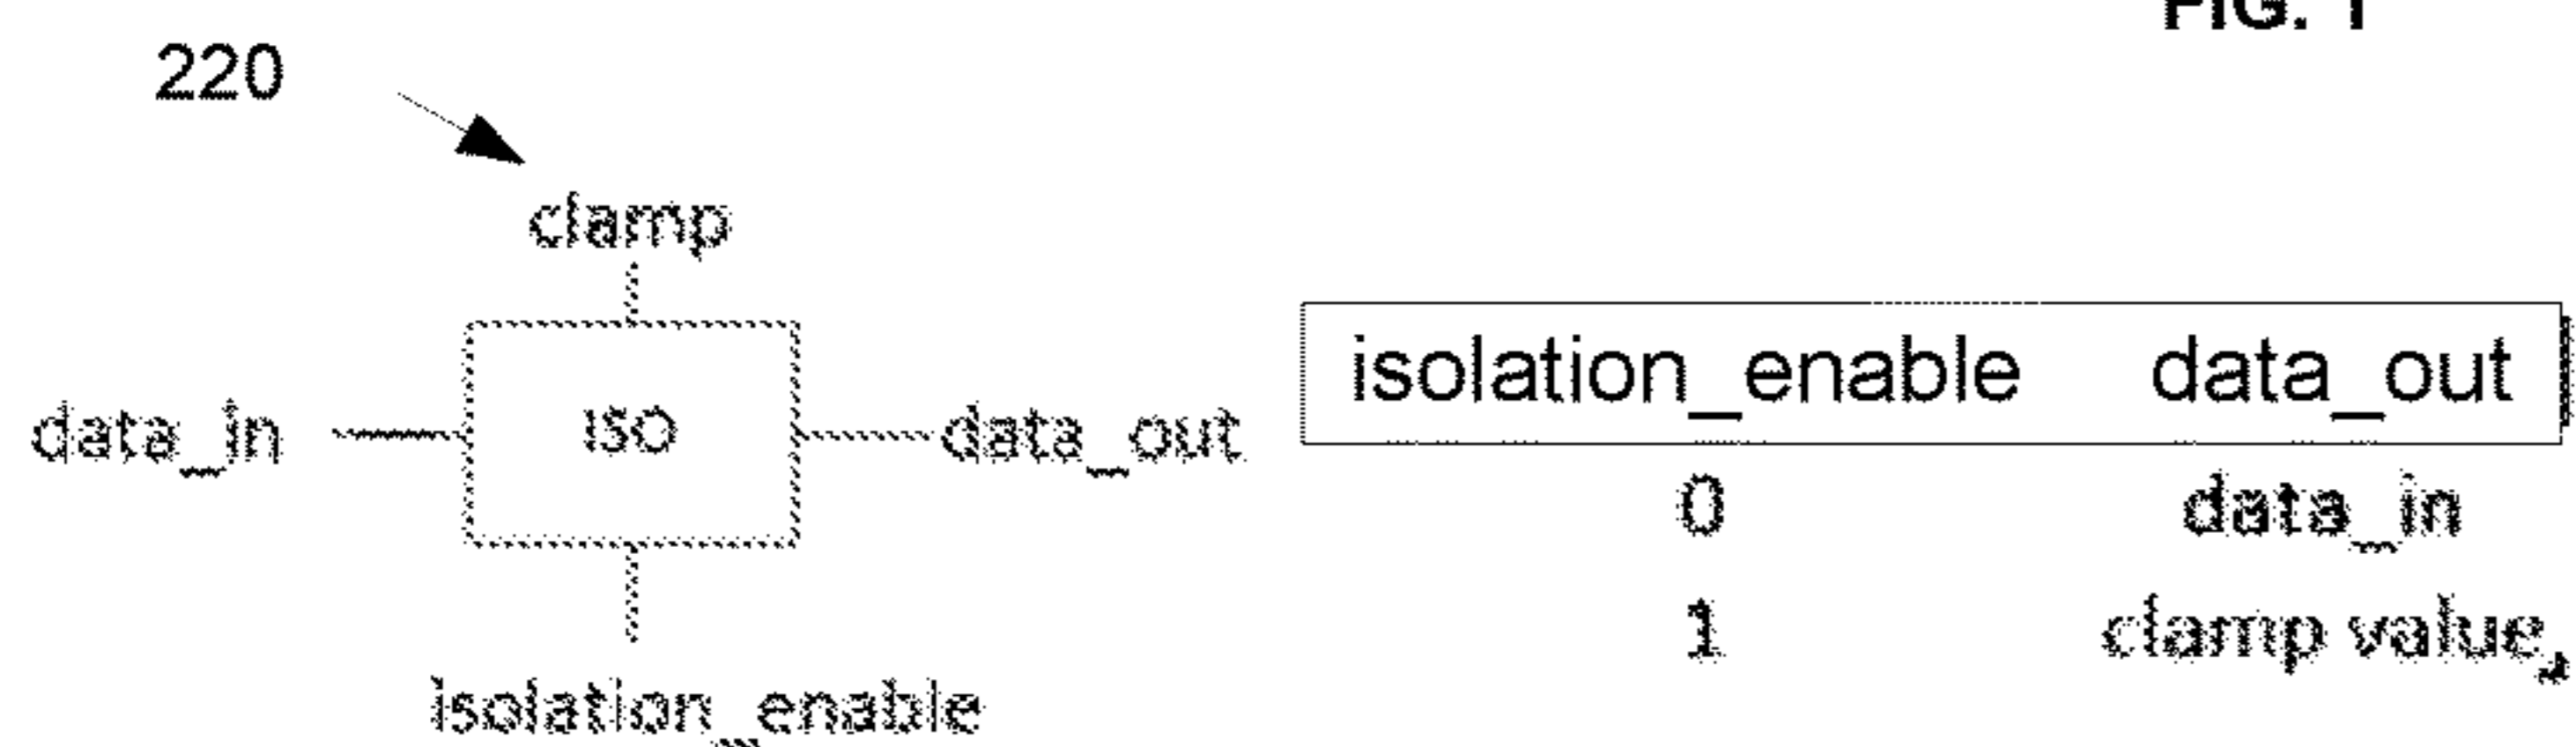 FIG. 1
220
clamp
data_in
ISO
data_out
isolation_enable
isolation_enable data_out
0 data_in
1 clamp value